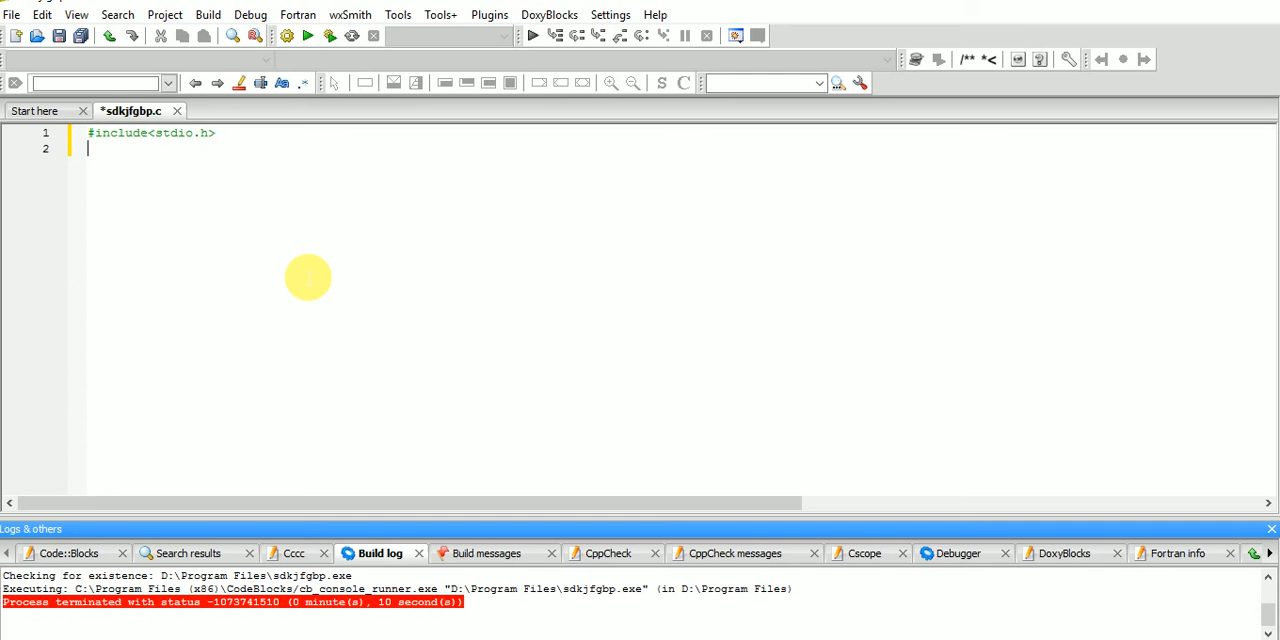 File Edit View Search Project Build Debug Fortran wxSmith Tools Tools+ Plugins DoxyBlocks Settings Help
/** *<
S C
Start here *sdkjfgbp.c
1 #include<stdio.h>
2
Logs & others
Code::Blocks Search results Cccc Build log Build messages CppCheck CppCheck messages Cscope Debugger DoxyBlocks Fortran info
Checking for existence: D:\Program Files\sdkjfgbp.exe
Executing: C:\Program Files (x86)\CodeBlocks/cb_console_runner.exe "D:\Program Files\sdkjfgbp.exe" (in D:\Program Files)
Process terminated with status -1073741510 (0 minute(s), 10 second(s))